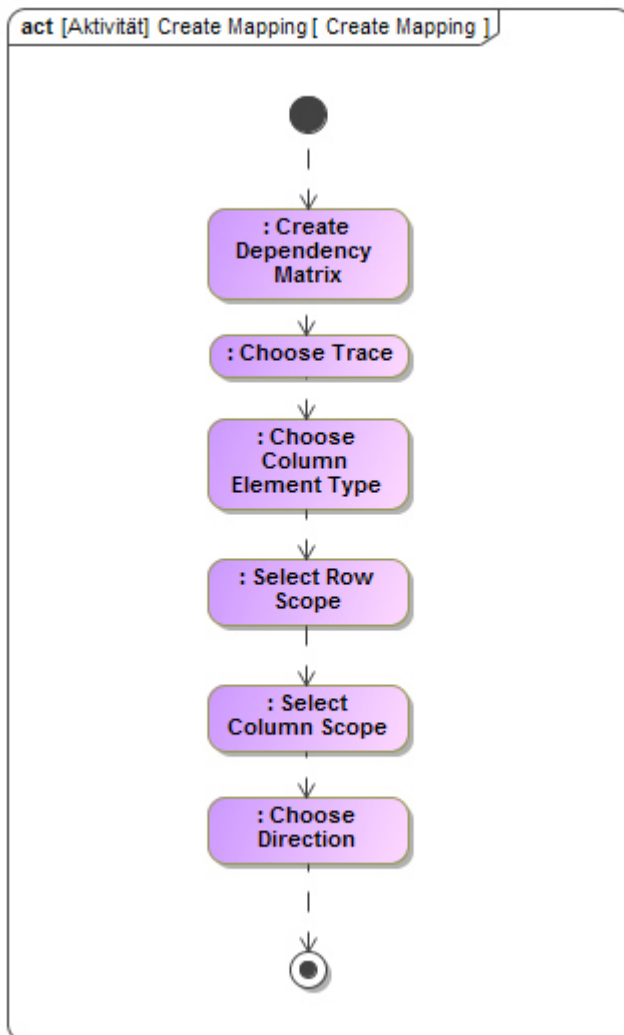 act [Aktivität] Create Mapping [ Create Mapping ]
: Create
Dependency
Matrix
: Choose Trace
: Choose
Column
Element Type
: Select Row
Scope
: Select
Column Scope
: Choose
Direction